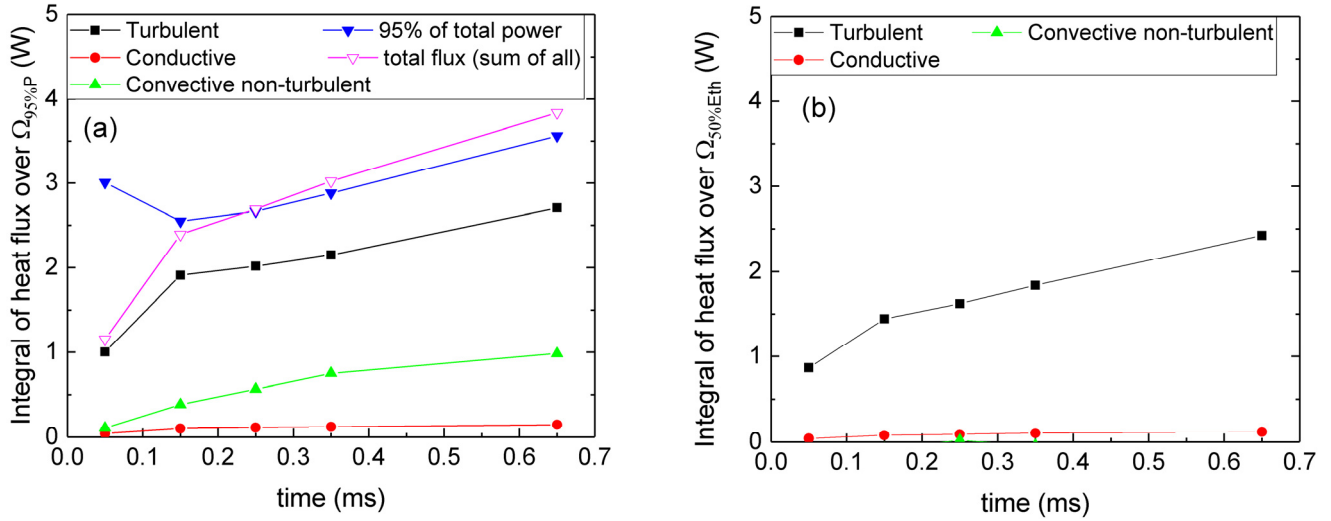 Turbulent
95% of total power
Conductive
total flux (sum of all)
Convective non-turbulent
(a)
Integral of heat flux over Ω95%P (W)
5
4
3
2
1
0
0.0 0.1 0.2 0.3 0.4 0.5 0.6 0.7
time (ms)
Turbulent
Convective non-turbulent
Conductive
(b)
Integral of heat flux over Ω50%Eth (W)
5
4
3
2
1
0
0.0 0.1 0.2 0.3 0.4 0.5 0.6 0.7
time (ms)